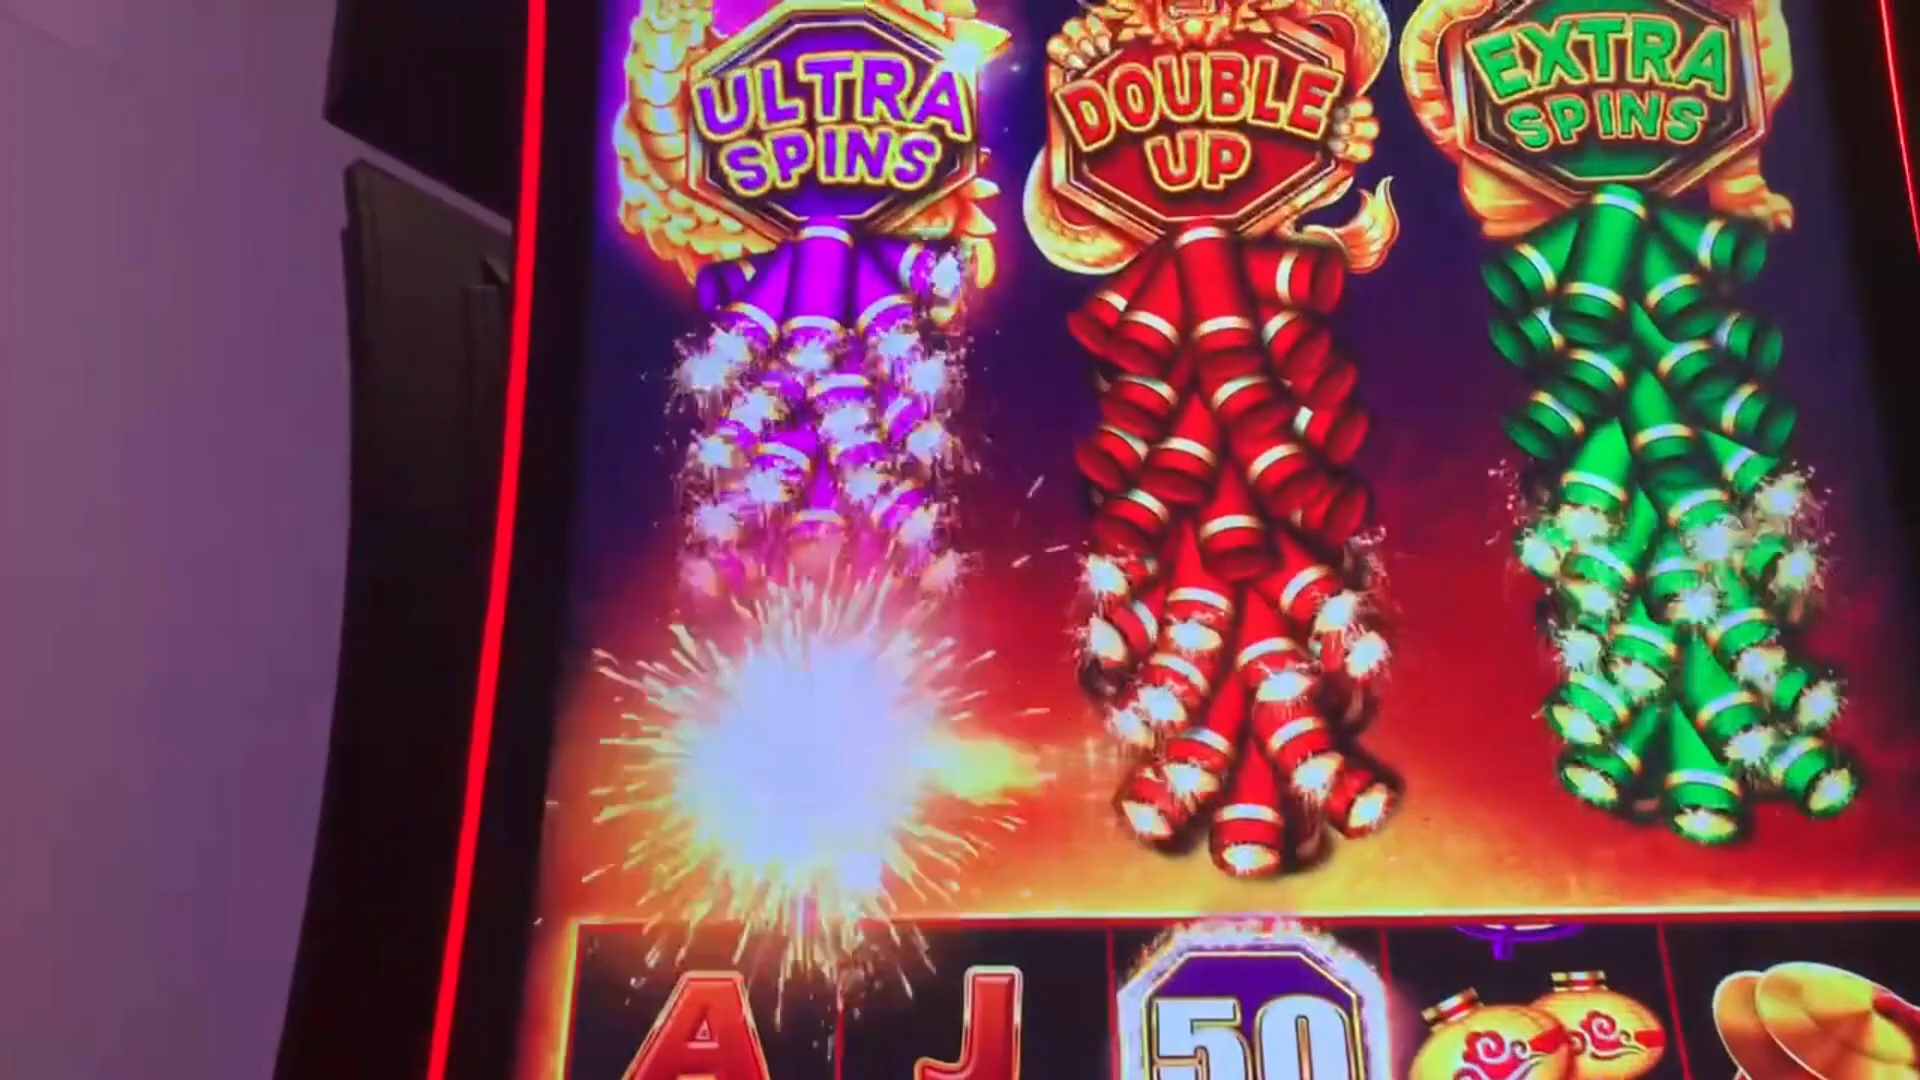 ULTRA
SPINS
DOUBLE
UP
EXTRA
SPINS
A
J
50